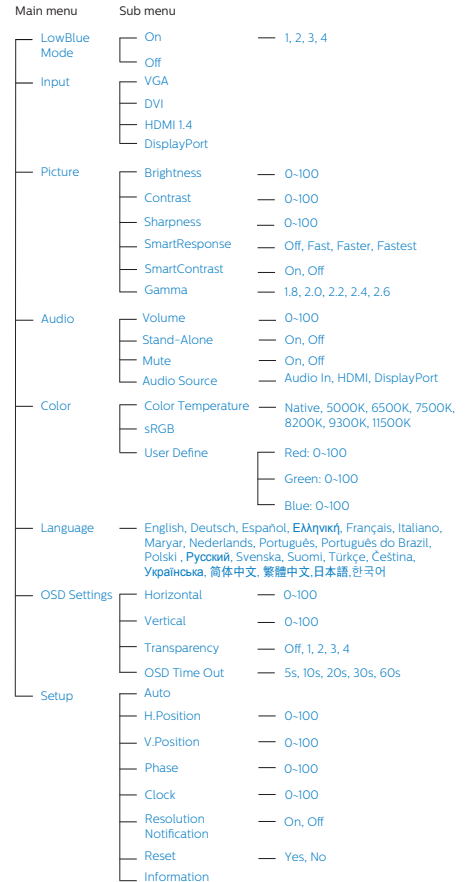 Main menu Sub menu
LowBlue On 1, 2, 3, 4
Mode
Off
Input VGA
DVI
HDMI 1.4
DisplayPort
Picture Brightness 0~100
Contrast 0~100
Sharpness 0~100
SmartResponse Off, Fast, Faster, Fastest
SmartContrast On, Off
Gamma 1.8, 2.0, 2.2, 2.4, 2.6
Audio Volume 0~100
Stand-Alone On, Off
Mute On, Off
Audio Source Audio In, HDMI, DisplayPort
Color Color Temperature Native, 5000K, 6500K, 7500K,
8200K, 9300K, 11500K
sRGB
User Define Red: 0~100
Green: 0~100
Blue: 0~100
Language English, Deutsch, Español, Ελληνική, Français, Italiano,
Maryar, Nederlands, Português, Português do Brazil,
Polski , Русский, Svenska, Suomi, Türkçe, Čeština,
Українська, 简体中文, 繁體中文,日本語,한국어
OSD Settings Horizontal 0~100
Vertical 0~100
Transparency Off, 1, 2, 3, 4
OSD Time Out 5s, 10s, 20s, 30s, 60s
Setup Auto
H.Position 0~100
V.Position 0~100
Phase 0~100
Clock 0~100
Resolution On, Off
Notification
Reset Yes, No
Information